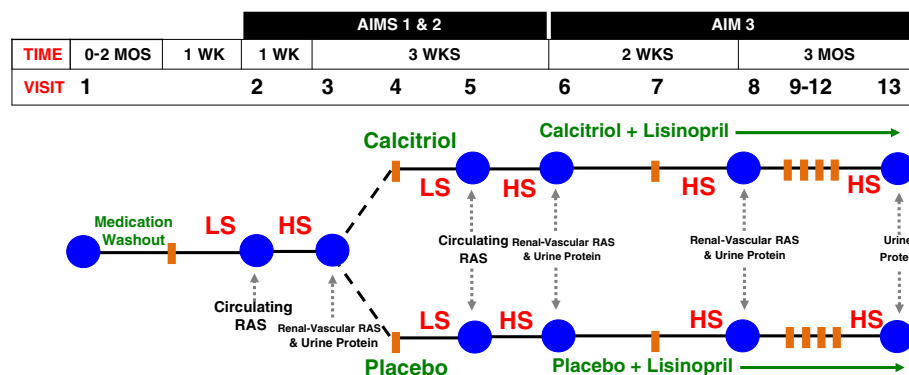 AIMS 1 & 2 AIM 3
TIME 0-2 MOS 1 WK 1 WK 3 WKS 2 WKS 3 MOS
VISIT 1 2 3 4 5 6 7 8 9-12 13
Calcitriol Calcitriol + Lisinopril
LS HS HS HS
Medication
Washout
LS HS
Circulating
RAS
Renal-Vascular RAS
& Urine Protein
Renal-Vascular RAS
& Urine Protein
Urine
Prote
Circulating
RAS
Renal-Vascular RAS
& Urine Protein
LS HS HS HS
Placebo Placebo + Lisinopril